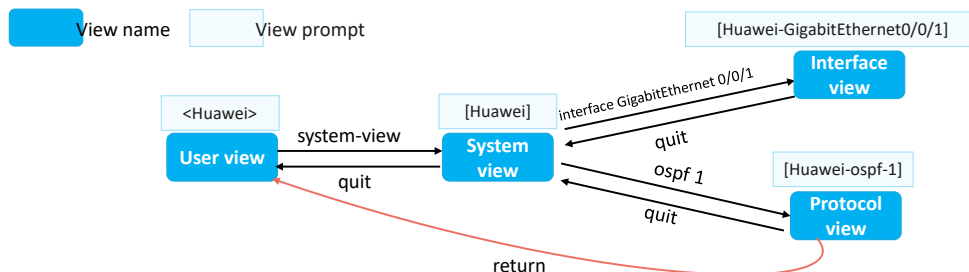 View name
View prompt
[Huawei-GigabitEthernet0/0/1]
Interface
view
interface GigabitEthernet 0/0/1
quit
<Huawei>
[Huawei]
User view
system-view
quit
System
view
ospf 1
quit
[Huawei-ospf-1]
Protocol
view
return